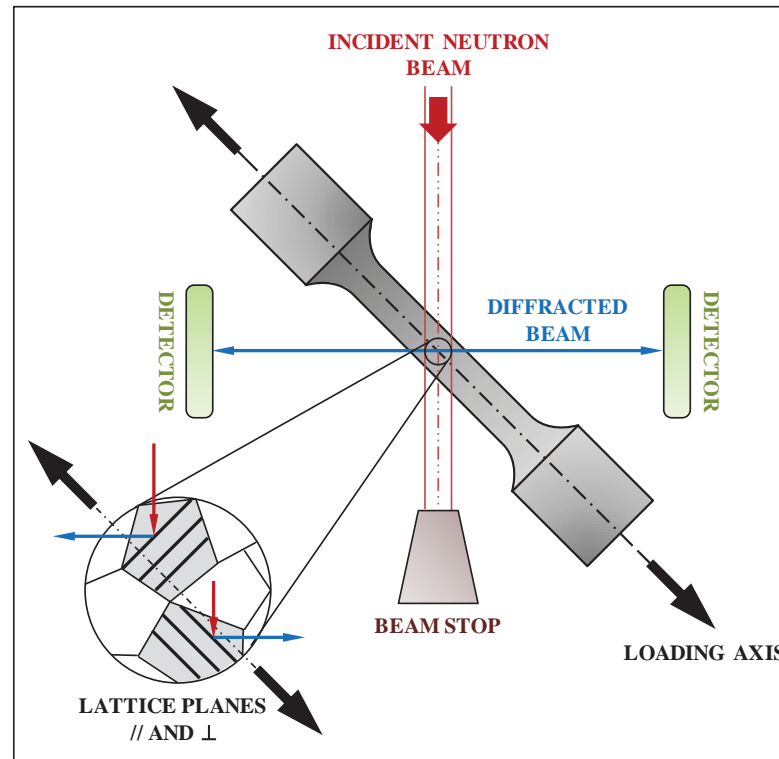 INCIDENT NEUTRON
BEAM
DETECTOR
DIFFRACTED
BEAM
DETECTOR
BEAM STOP
LOADING AXIS
LATTICE PLANES
// AND ⊥